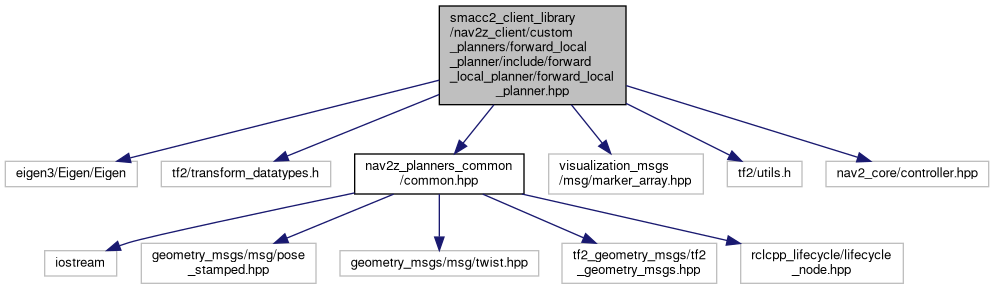 smacc2_client_library
/nav2z_client/custom
_planners/forward_local
_planner/include/forward
_local_planner/forward_local
_planner.hpp
eigen3/Eigen/Eigen
tf2/transform_datatypes.h
nav2z_planners_common
/common.hpp
visualization_msgs
/msg/marker_array.hpp
tf2/utils.h
nav2_core/controller.hpp
iostream
geometry_msgs/msg/pose
_stamped.hpp
geometry_msgs/msg/twist.hpp
tf2_geometry_msgs/tf2
_geometry_msgs.hpp
rclcpp_lifecycle/lifecycle
_node.hpp